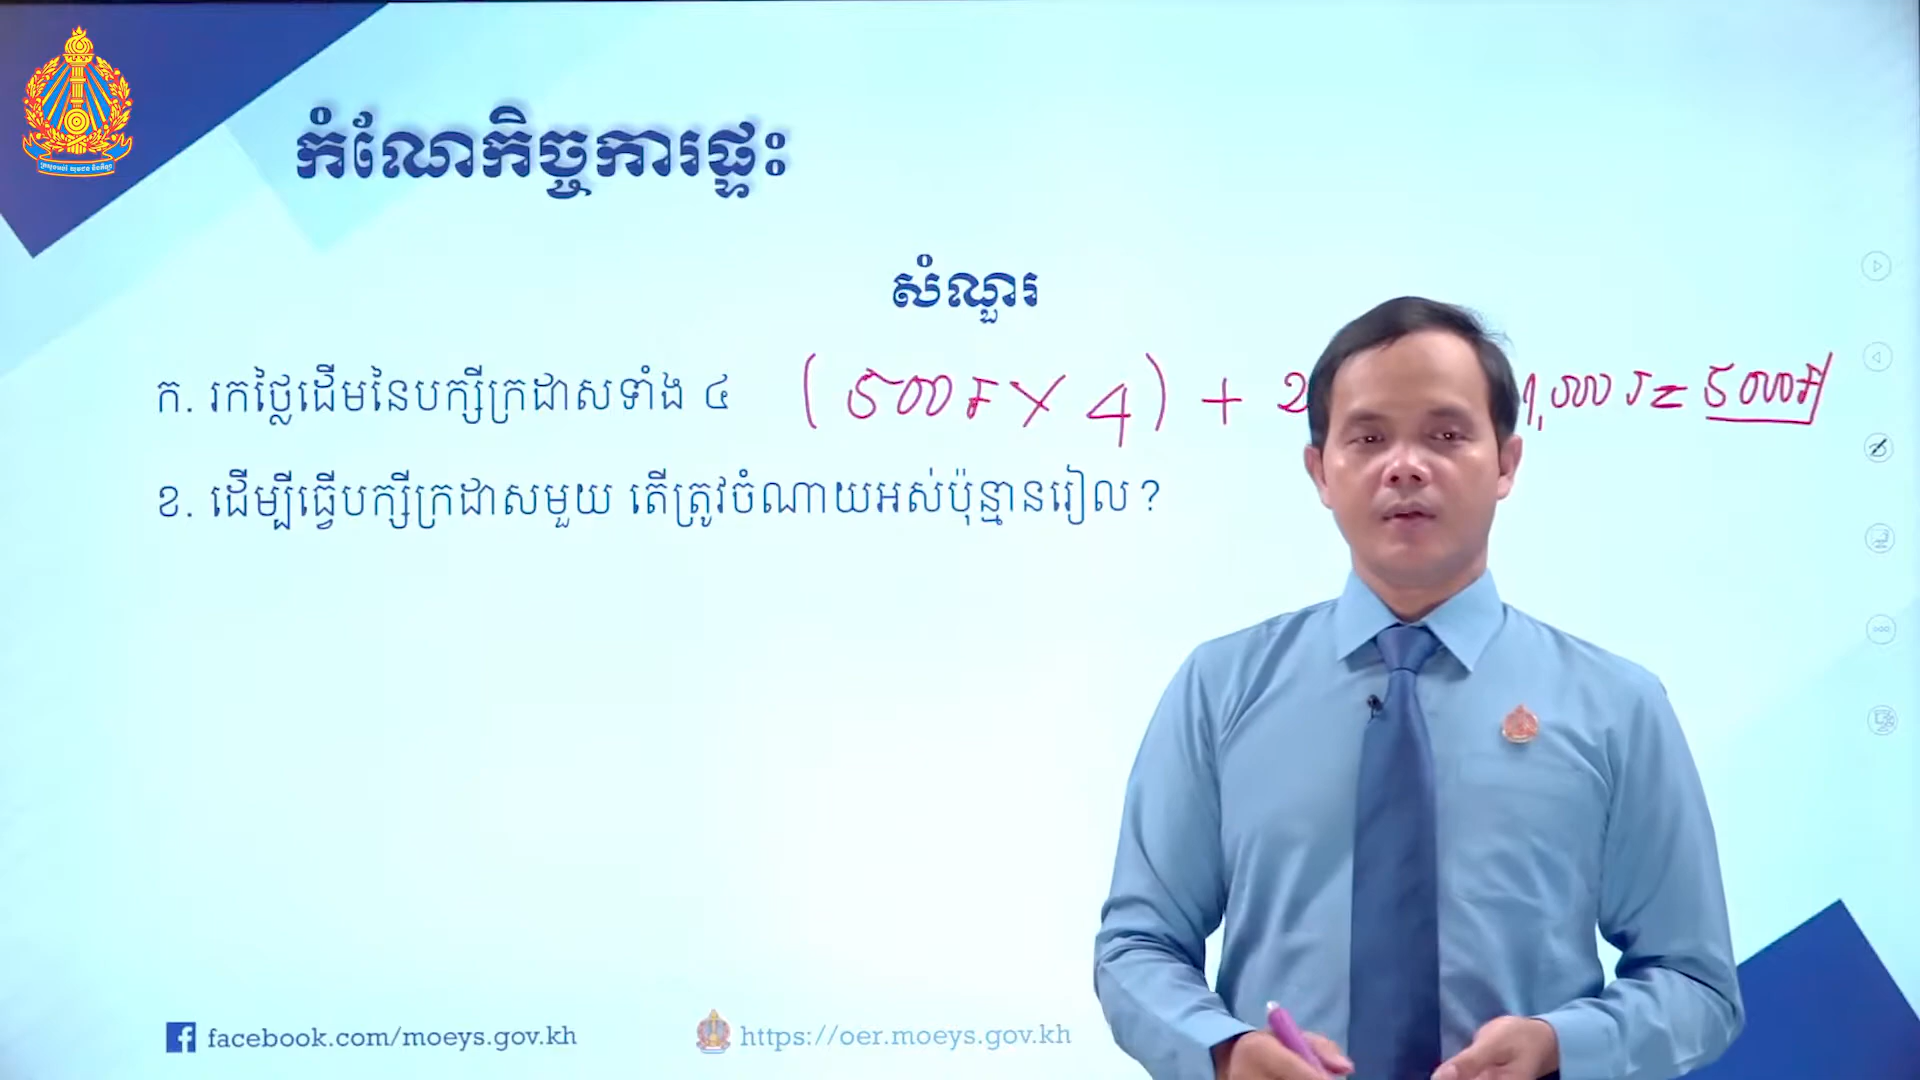 កំណែកិច្ចការផ្ទះ
សំណួរ
ក. រកថ្លៃដើមនៃបក្សីក្រដាសទាំង ៤ (500៛ × 4) + 2 1,000 ៛ = 5000៛
ខ. ដើម្បីធ្វើបក្សីក្រដាសមួយ តើត្រូវចំណាយអស់ប៉ុន្មានរៀល ?
facebook.com/moeys.gov.kh https://oer.moeys.gov.kh